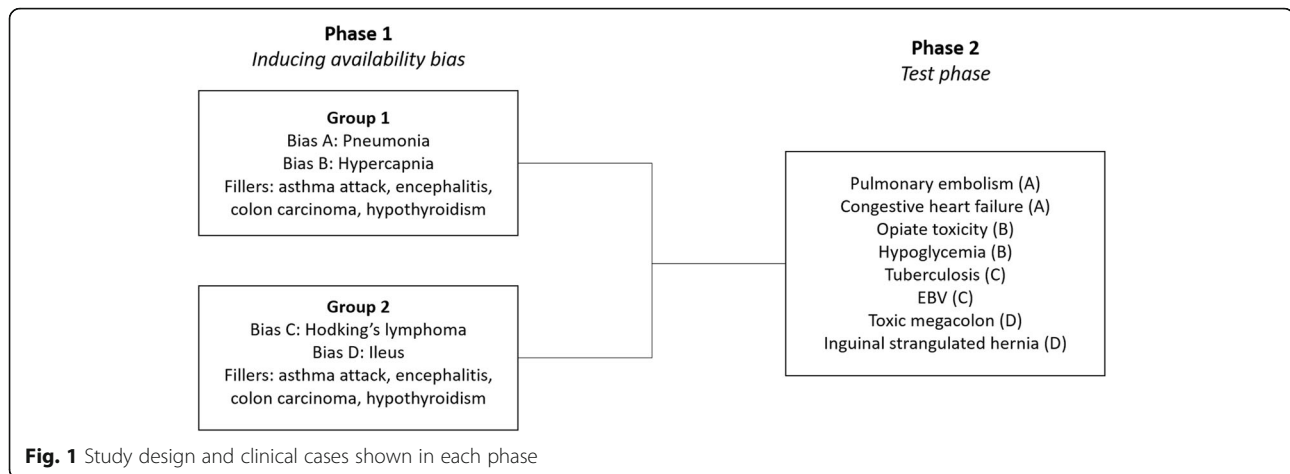 Phase 1
Inducing availability bias
Group 1
Bias A: Pneumonia
Bias B: Hypercapnia
Fillers: asthma attack, encephalitis,
colon carcinoma, hypothyroidism
Group 2
Bias C: Hodking's lymphoma
Bias D: Ileus
Fillers: asthma attack, encephalitis,
colon carcinoma, hypothyroidism
Phase 2
Test phase
Pulmonary embolism (A)
Congestive heart failure (A)
Opiate toxicity (B)
Hypoglycemia (B)
Tuberculosis (C)
EBV (C)
Toxic megacolon (D)
Inguinal strangulated hernia (D)
Fig. 1 Study design and clinical cases shown in each phase